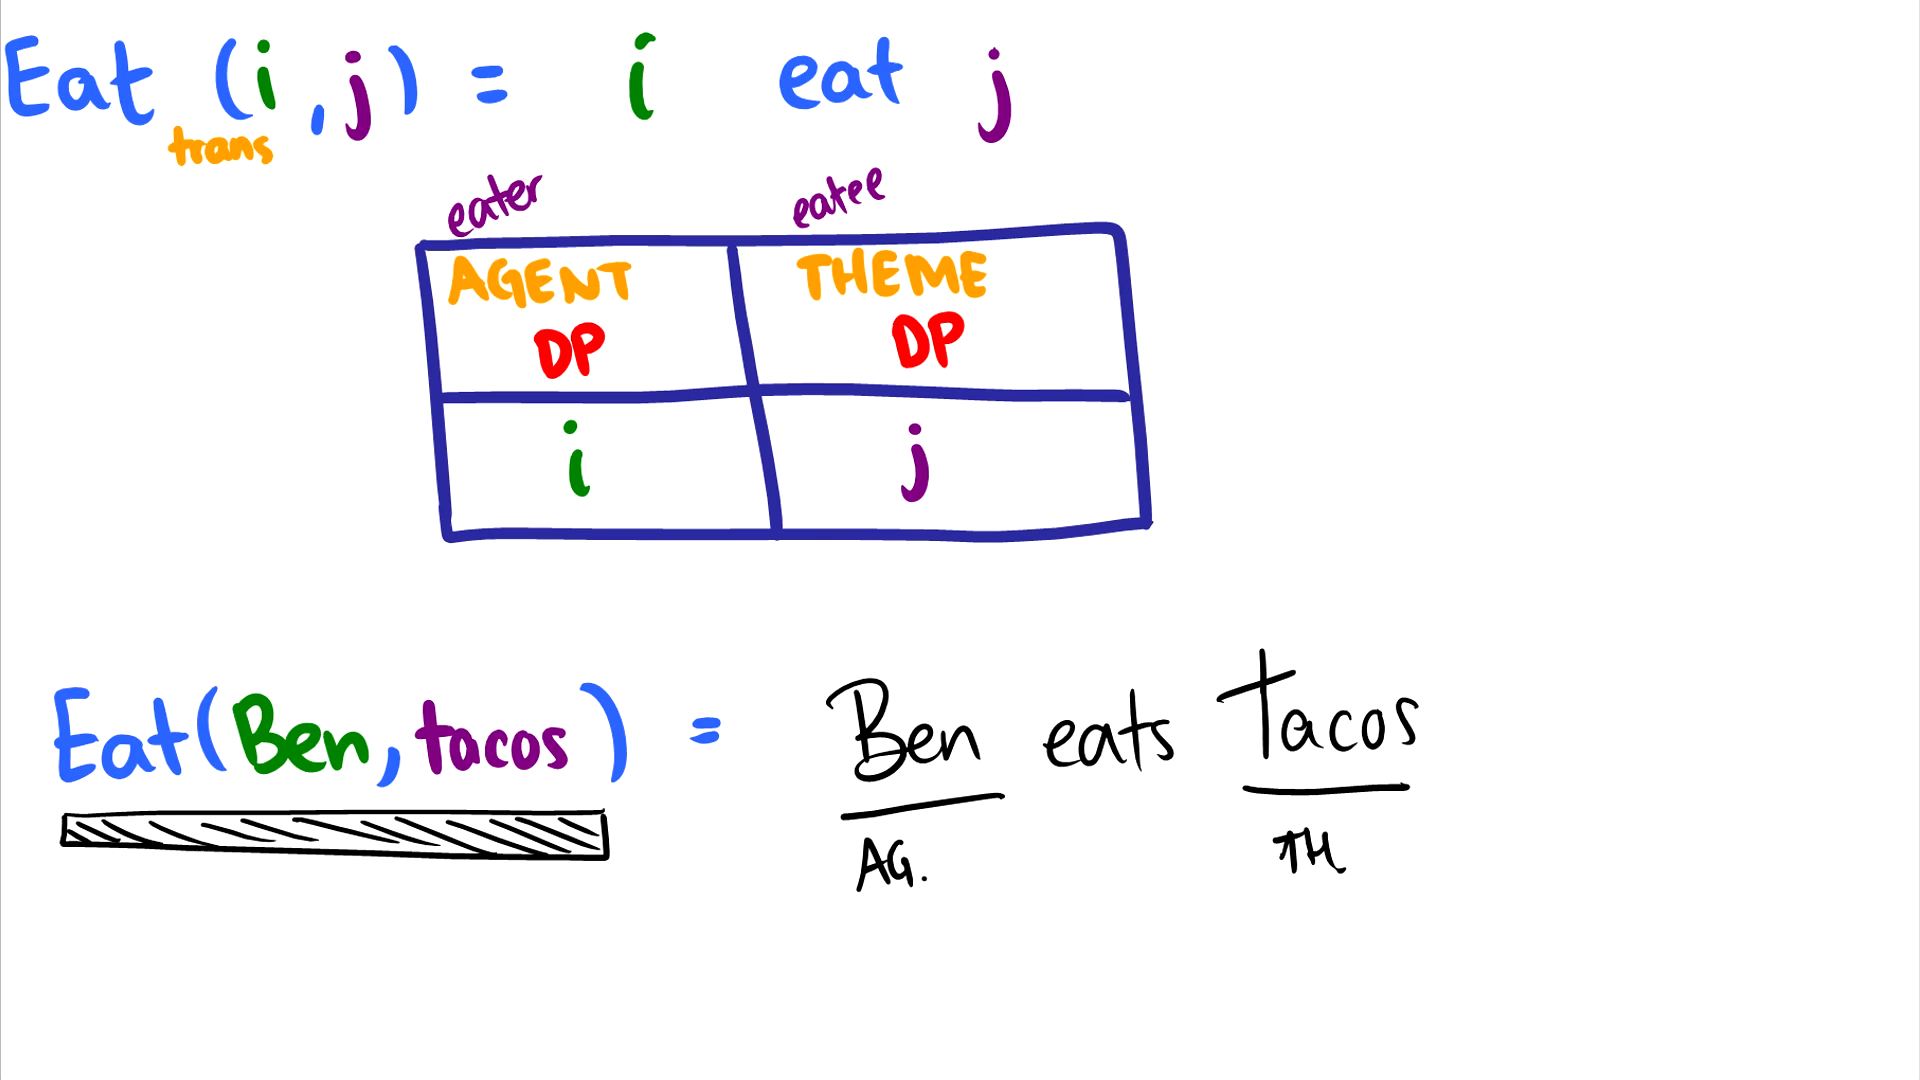 Eat trans (i, j) = i eat j
eater eatee
AGENT THEME
DP DP
i j
Eat(Ben, tacos) = Ben eats Tacos
AG. TH